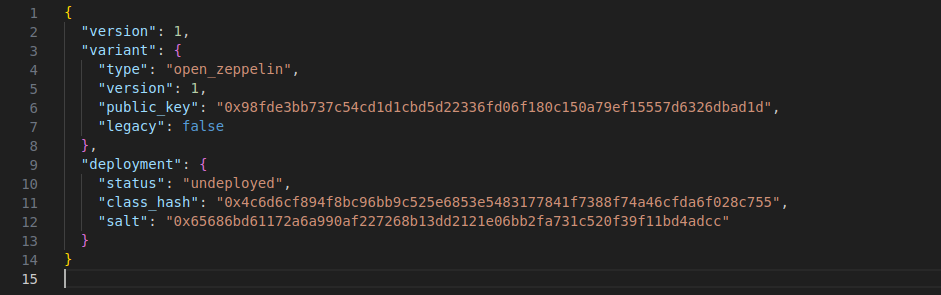 1 {
2 "version": 1,
3 "variant": {
4 "type": "open_zeppelin",
5 "version": 1,
6 "public_key": "0x98fde3bb737c54cd1d1cbd5d22336fd06f180c150a79ef15557d6326dbad1d",
7 "legacy": false
8 },
9 "deployment": {
10 "status": "undeployed",
11 "class_hash": "0x4c6d6cf894f8bc96bb9c525e6853e5483177841f7388f74a46cfda6f028c755",
12 "salt": "0x65686bd61172a6a990af227268b13dd2121e06bb2fa731c520f39f11bd4adcc"
13 }
14 }
15